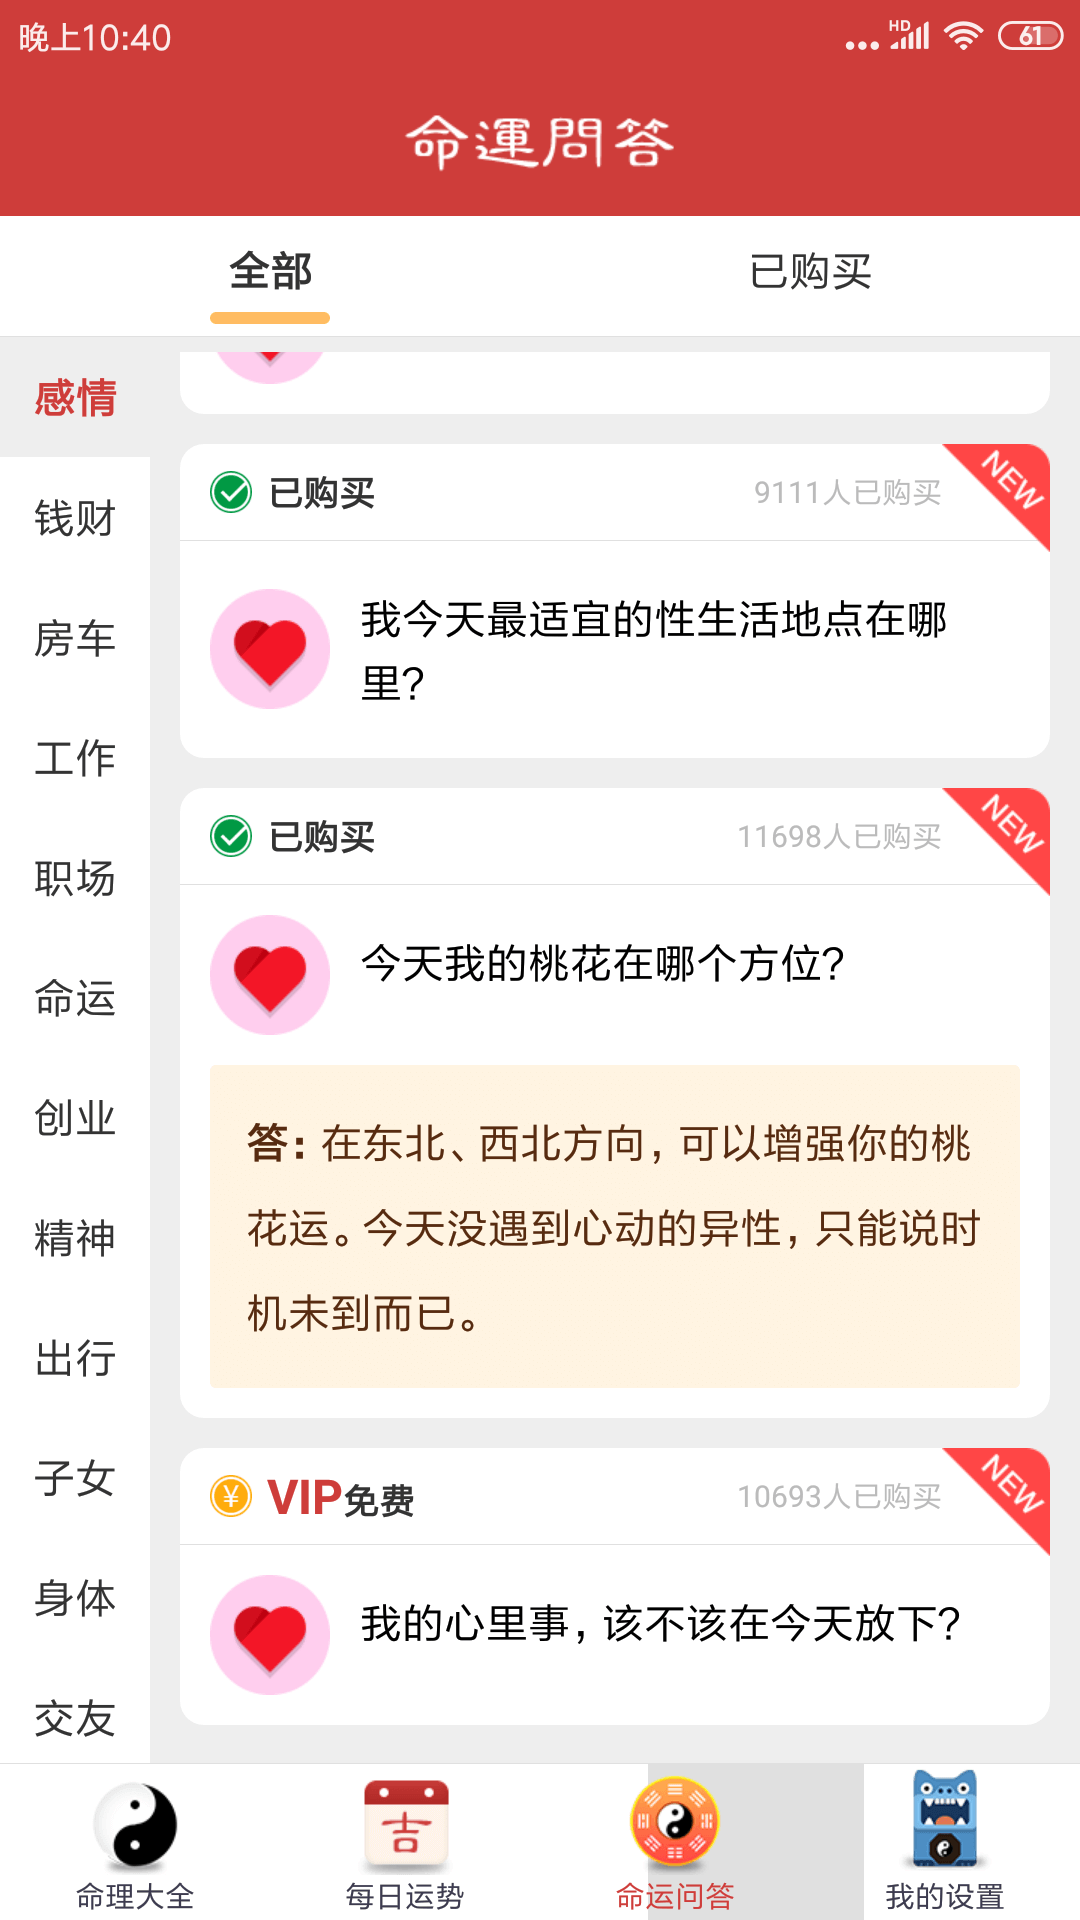 晚上10:40
HD
61
命運問答
全部
已购买
感情
钱财
房车
工作
职场
命运
创业
精神
出行
子女
身体
交友
已购买
9111人已购买
NEW
我今天最适宜的性生活地点在哪
里?
已购买
11698人已购买
NEW
今天我的桃花在哪个方位?
答：在东北、西北方向，可以增强你的桃
花运。今天没遇到心动的异性，只能说时
机未到而已。
¥
VIP免费
10693人已购买
NEW
我的心里事，该不该在今天放下?
吉
命理大全
每日运势
命运问答
我的设置